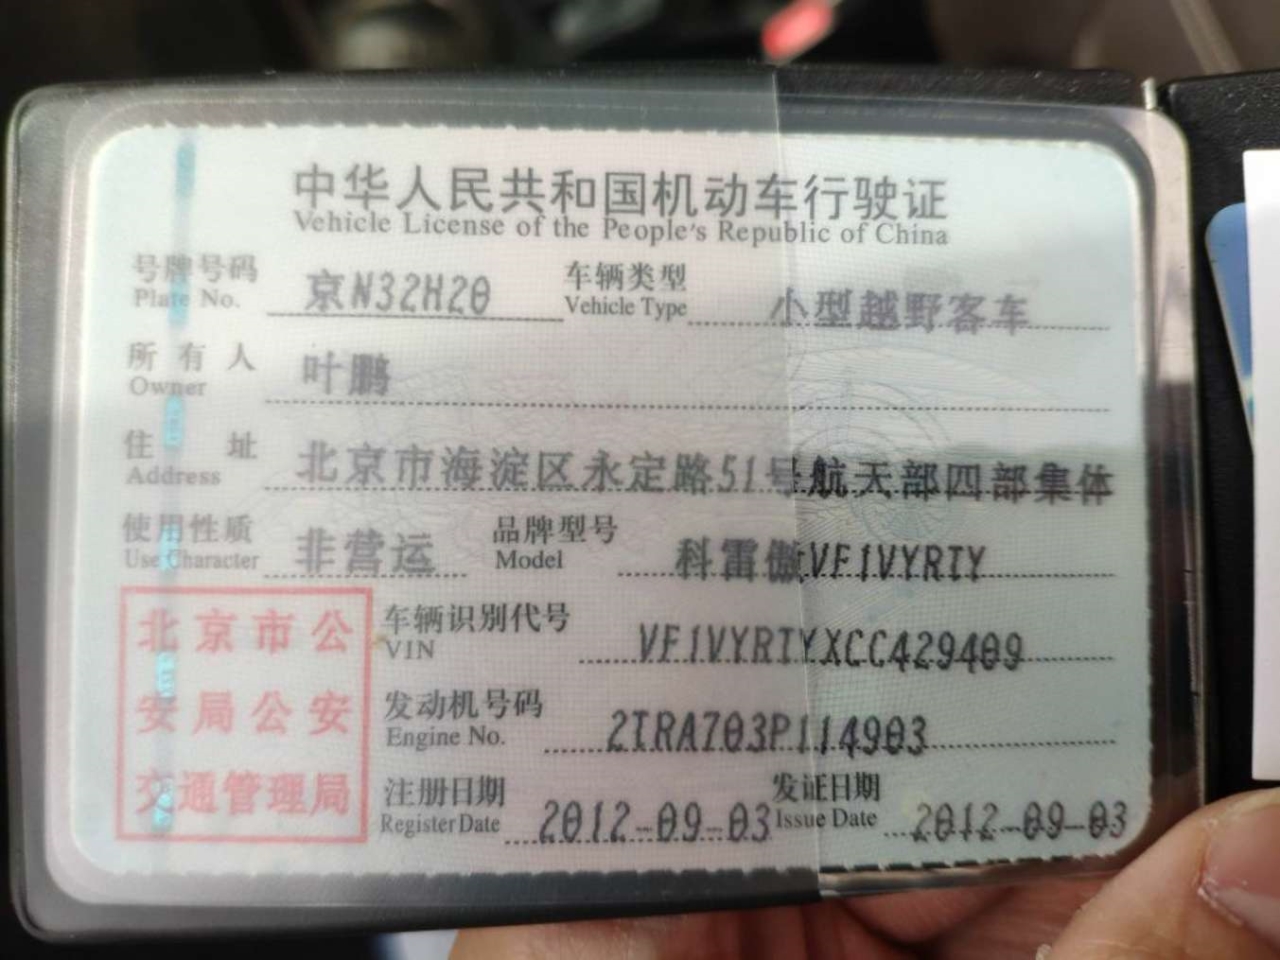 中华人民共和国机动车行驶证
Vehicle License of the People's Republic of China
号牌号码 京N32H20 车辆类型 小型越野客车
Plate No. Vehicle Type
所有人 叶鹏
Owner
住址 北京市海淀区永定路51号航天部四部集体
Address
使用性质 非营运 品牌型号 科雷傲VF1VYRTY
Use Character Model
北京市公
安局公安
交通管理局
车辆识别代号 VF1VYRTYXCC429409
VIN
发动机号码 2TRA703P114903
Engine No.
注册日期 2012-09-03 发证日期 2012-09-03
Register Date Issue Date